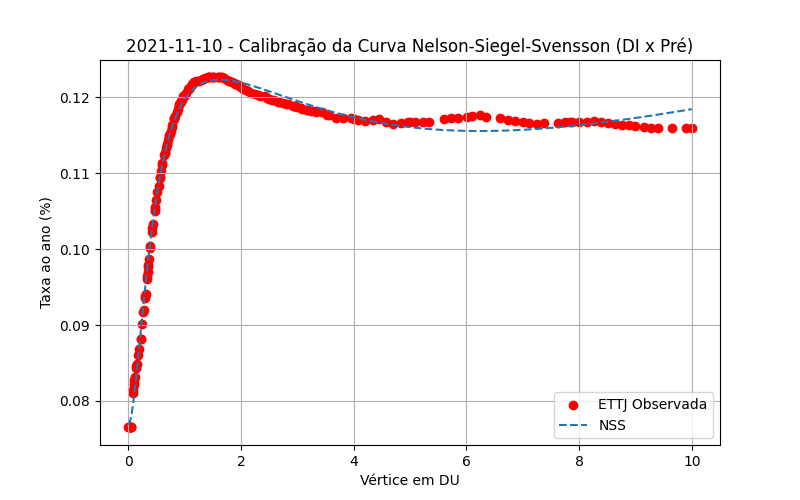 2021-11-10 - Calibração da Curva Nelson-Siegel-Svensson (DI x Pré)
Taxa ao ano (%)
0.12
0.11
0.10
0.09
0.08
0 2 4 6 8 10
Vértice em DU
ETTJ Observada
NSS